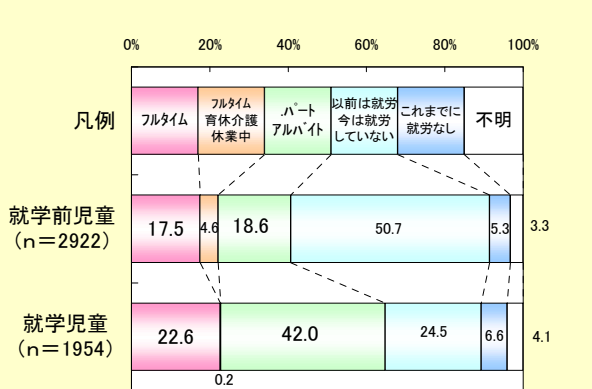 0% 20% 40% 60% 80% 100%
凡例
フルタイム
フルタイム
育休介護
休業中
.パート
アルバイト
以前は就労
今は就労
していない
これまでに
就労なし
不明
就学前児童
(n=2922)
17.5 4.6 18.6 50.7 5.3 3.3
就学児童
(n=1954)
22.6 42.0 24.5 6.6 4.1
0.2